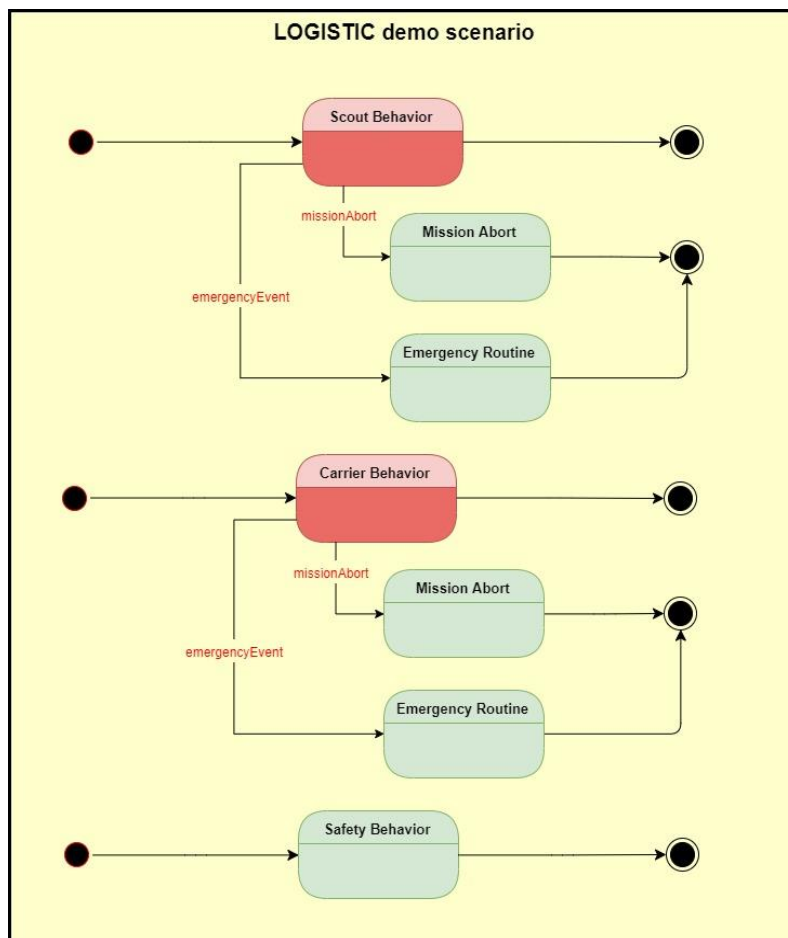 LOGISTIC demo scenario
Scout Behavior
missionAbort
Mission Abort
emergencyEvent
Emergency Routine
Carrier Behavior
missionAbort
Mission Abort
emergencyEvent
Emergency Routine
Safety Behavior